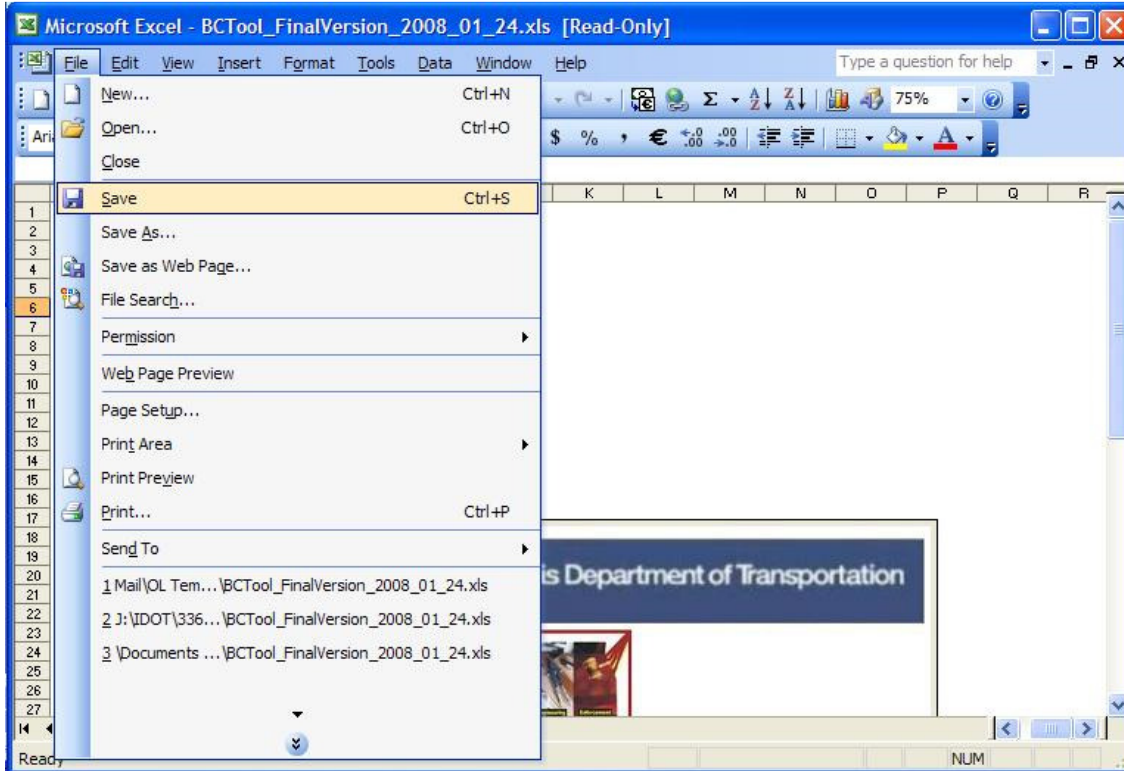 Microsoft Excel - BCTool_FinalVersion_2008_01_24.xls [Read-Only]
File Edit View Insert Format Tools Data Window Help Type a question for help
New... Ctrl+N
75%
Open... Ctrl+O
Ari
$ % , €
Close
Save Ctrl+S
K L M N O P Q R
Save As...
Save as Web Page...
File Search...
Permission
Web Page Preview
Page Setup...
Print Area
Print Preview
Print... Ctrl+P
Send To
1 Mail\OL Tem...\BCTool_FinalVersion_2008_01_24.xls
2 J:\IDOT\336...\BCTool_FinalVersion_2008_01_24.xls
3 \Documents ...\BCTool_FinalVersion_2008_01_24.xls
1
2
3
4
5
6
7
8
9
10
11
12
13
14
15
16
17
18
19
20
21
22
23
24
25
26
27
is Department of Transportation
Enforcement
Ready NUM